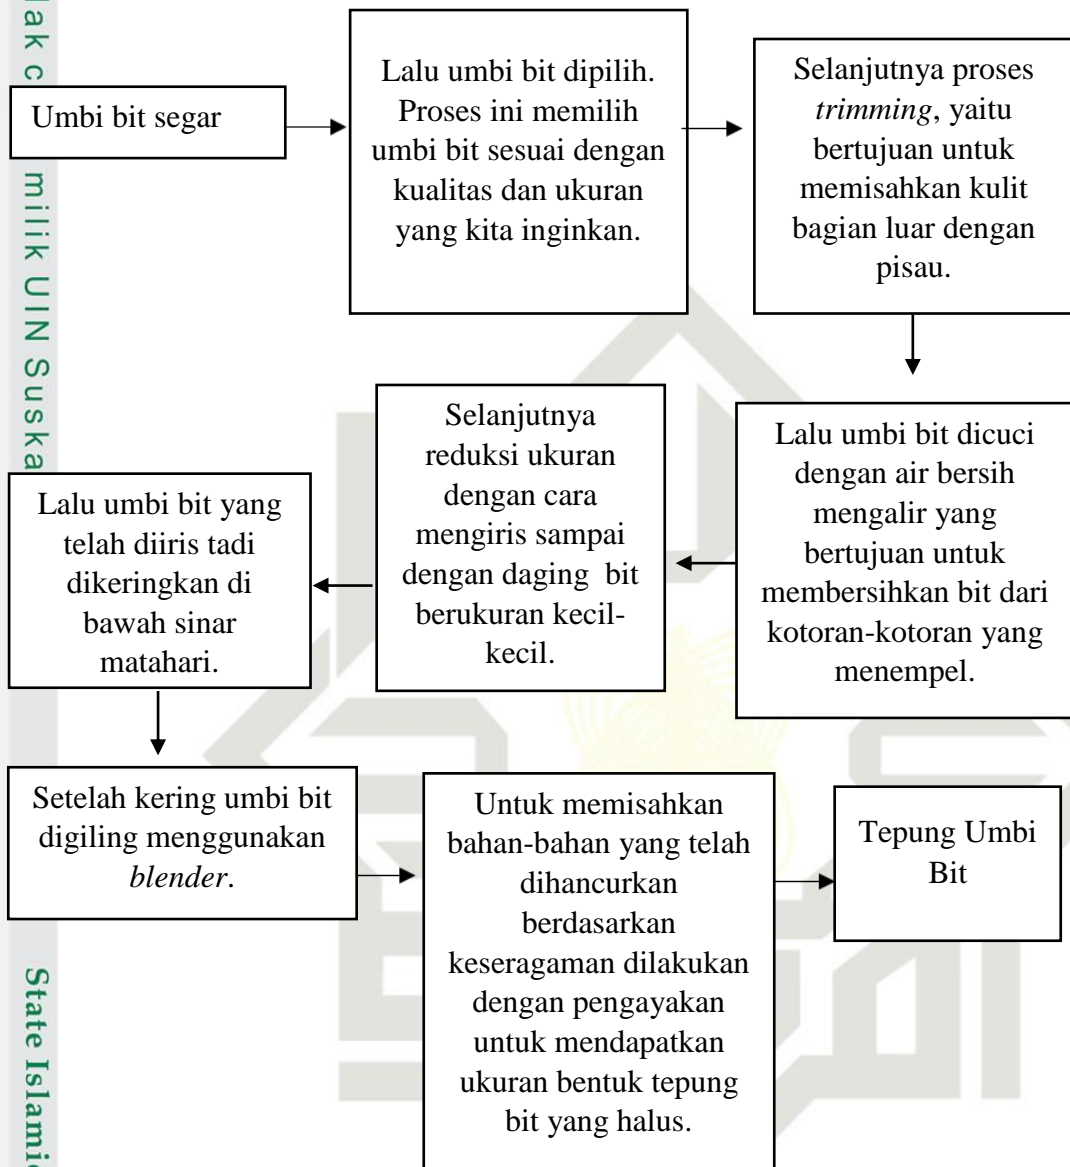 lak c
milik UIN Suska
State Islamic
Umbi bit segar
Lalu umbi bit dipilih.
Proses ini memilih
umbi bit sesuai dengan
kualitas dan ukuran
yang kita inginkan.
Selanjutnya proses
trimming, yaitu
bertujuan untuk
memisahkan kulit
bagian luar dengan
pisau.
Lalu umbi bit dicuci
dengan air bersih
mengalir yang
bertujuan untuk
membersihkan bit dari
kotoran-kotoran yang
menempel.
Selanjutnya
reduksi ukuran
dengan cara
mengiris sampai
dengan daging  bit
berukuran kecil-
kecil.
Lalu umbi bit yang
telah diiris tadi
dikeringkan di
bawah sinar
matahari.
Setelah kering umbi bit
digiling menggunakan
blender.
Untuk memisahkan
bahan-bahan yang telah
dihancurkan
berdasarkan
keseragaman dilakukan
dengan pengayakan
untuk mendapatkan
ukuran bentuk tepung
bit yang halus.
Tepung Umbi
Bit